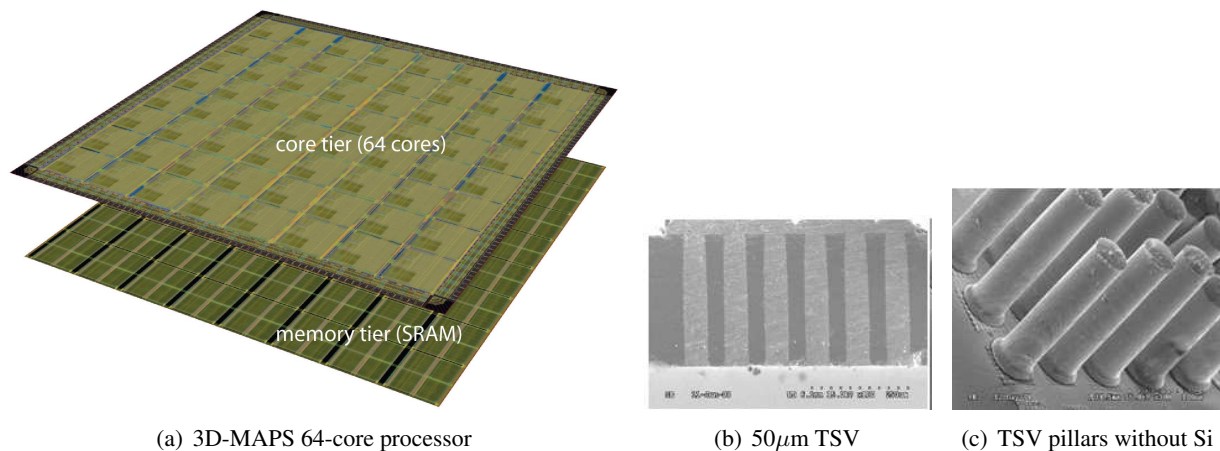 core tier (64 cores)
memory tier (SRAM)
(a) 3D-MAPS 64-core processor
(b) 50μm TSV
(c) TSV pillars without Si